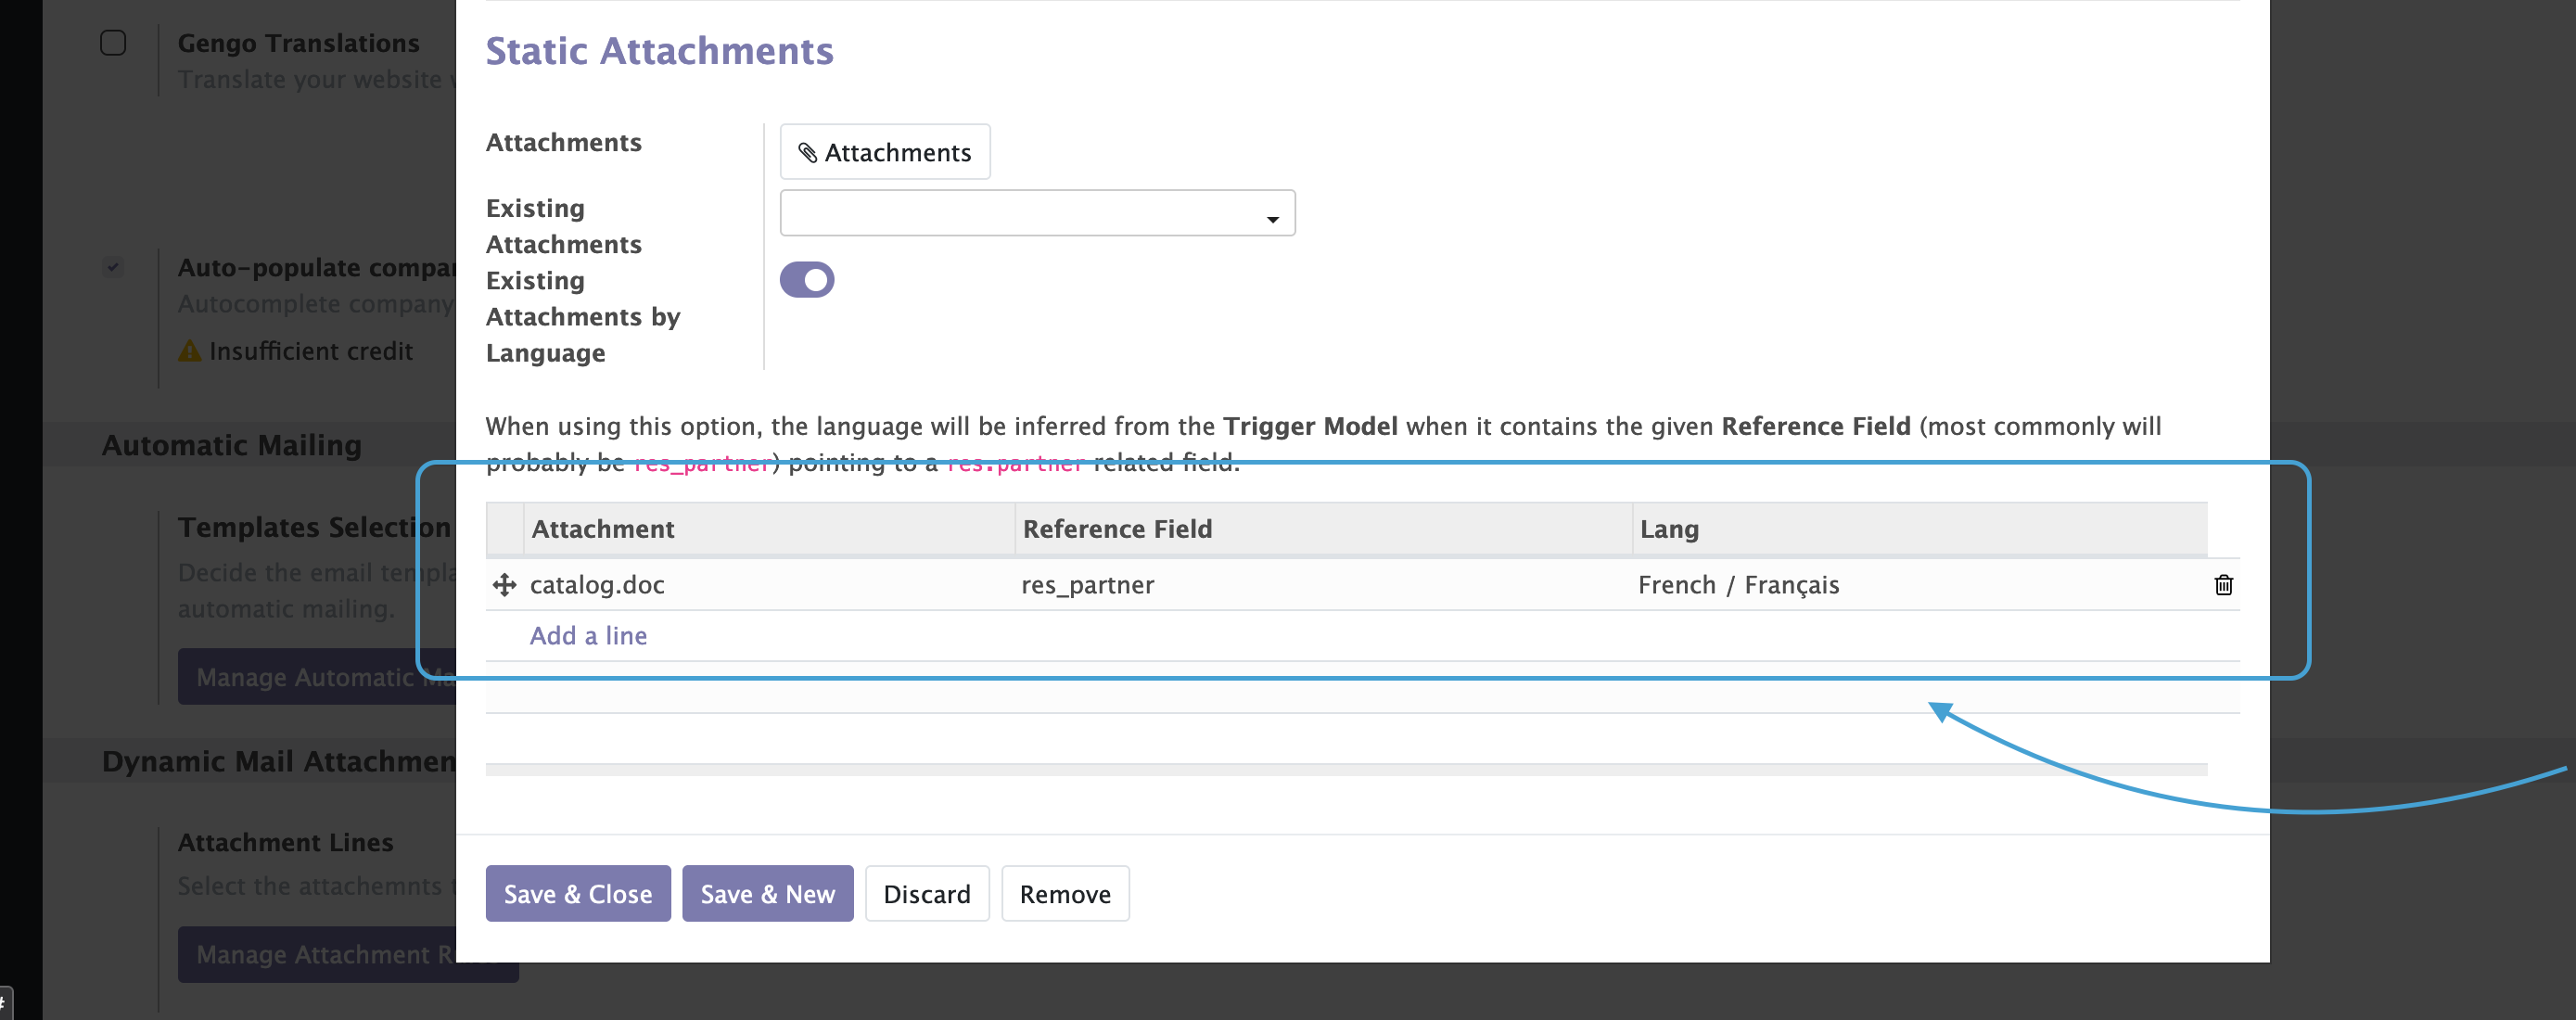 Gengo Translations
Translate your website
Auto-populate compan
Autocomplete company
Insufficient credit
Automatic Mailing
Templates Selection
Decide the email templa
automatic mailing.
Manage Automatic Ma
Dynamic Mail Attachmen
Attachment Lines
Select the attachemnts t
Manage Attachment R
Static Attachments
Attachments
Attachments
Existing
Attachments
Existing
Attachments by
Language
When using this option, the language will be inferred from the Trigger Model when it contains the given Reference Field (most commonly will
probably be res_partner) pointing to a res.partner related field.
Attachment Reference Field Lang
catalog.doc res_partner French / Français
Add a line
Save & Close Save & New Discard Remove